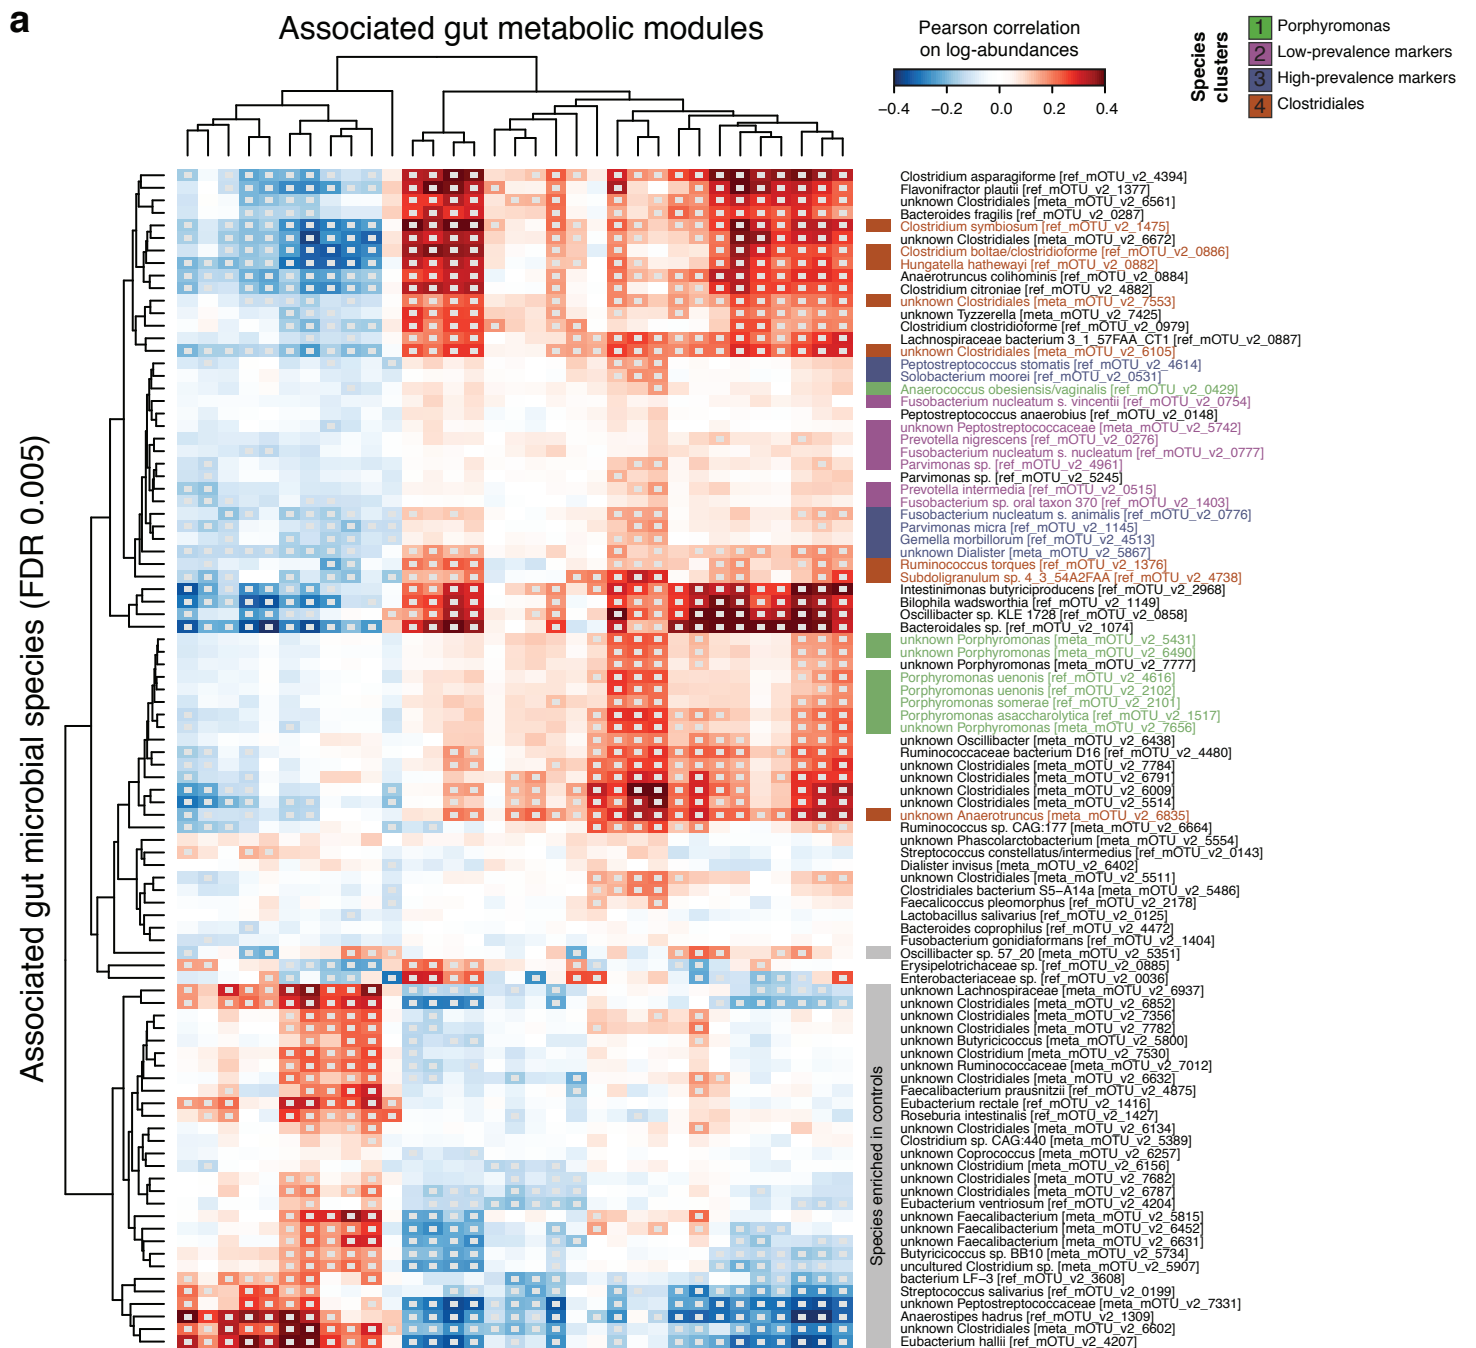 a
Associated gut metabolic modules
Pearson correlation
on log-abundances
−0.4
−0.2
0.0
0.2
0.4
Species
clusters
1 Porphyromonas
2 Low-prevalence markers
3 High-prevalence markers
4 Clostridiales
Associated gut microbial species (FDR 0.005)
Clostridium asparagiforme [ref_mOTU_v2_4394]
Flavonifractor plautii [ref_mOTU_v2_1377]
unknown Clostridiales [meta_mOTU_v2_6561]
Bacteroides fragilis [ref_mOTU_v2_0287]
Clostridium symbiosum [ref_mOTU_v2_1475]
unknown Clostridiales [meta_mOTU_v2_6672]
Clostridium boltae/clostridioforme [ref_mOTU_v2_0886]
Hungatella hathewayi [ref_mOTU_v2_0882]
Anaerotruncus colihominis [ref_mOTU_v2_0884]
Clostridium citroniae [ref_mOTU_v2_4882]
unknown Clostridiales [meta_mOTU_v2_7553]
unknown Tyzzerella [meta_mOTU_v2_7425]
Clostridium clostridioforme [ref_mOTU_v2_0979]
Lachnospiraceae bacterium 3_1_57FAA_CT1 [ref_mOTU_v2_0887]
unknown Clostridiales [meta_mOTU_v2_6105]
Peptostreptococcus stomatis [ref_mOTU_v2_4614]
Solobacterium moorei [ref_mOTU_v2_0531]
Anaerococcus obesiensis/vaginalis [ref_mOTU_v2_0429]
Fusobacterium nucleatum s. vincentii [ref_mOTU_v2_0754]
Peptostreptococcus anaerobius [ref_mOTU_v2_0148]
unknown Peptostreptococcaceae [meta_mOTU_v2_5742]
Prevotella nigrescens [ref_mOTU_v2_0276]
Fusobacterium nucleatum s. nucleatum [ref_mOTU_v2_0777]
Parvimonas sp. [ref_mOTU_v2_4961]
Parvimonas sp. [ref_mOTU_v2_5245]
Prevotella intermedia [ref_mOTU_v2_0515]
Fusobacterium sp. oral taxon 370 [ref_mOTU_v2_1403]
Fusobacterium nucleatum s. animalis [ref_mOTU_v2_0776]
Parvimonas micra [ref_mOTU_v2_1145]
Gemella morbillorum [ref_mOTU_v2_4513]
unknown Dialister [meta_mOTU_v2_5867]
Ruminococcus torques [ref_mOTU_v2_1376]
Subdoligranulum sp. 4_3_54A2FAA [ref_mOTU_v2_4738]
Intestinimonas butyriciproducens [ref_mOTU_v2_2968]
Bilophila wadsworthia [ref_mOTU_v2_1149]
Oscillibacter sp. KLE 1728 [ref_mOTU_v2_0858]
Bacteroidales sp. [ref_mOTU_v2_1074]
unknown Porphyromonas [meta_mOTU_v2_5431]
unknown Porphyromonas [meta_mOTU_v2_6490]
unknown Porphyromonas [meta_mOTU_v2_7777]
Porphyromonas uenonis [ref_mOTU_v2_4616]
Porphyromonas uenonis [ref_mOTU_v2_2102]
Porphyromonas somerae [ref_mOTU_v2_2101]
Porphyromonas asaccharolytica [ref_mOTU_v2_1517]
unknown Porphyromonas [meta_mOTU_v2_7656]
unknown Oscillibacter [meta_mOTU_v2_6438]
Ruminococcaceae bacterium D16 [ref_mOTU_v2_4480]
unknown Clostridiales [meta_mOTU_v2_7784]
unknown Clostridiales [meta_mOTU_v2_6791]
unknown Clostridiales [meta_mOTU_v2_6009]
unknown Clostridiales [meta_mOTU_v2_5514]
unknown Anaerotruncus [meta_mOTU_v2_6835]
Ruminococcus sp. CAG:177 [meta_mOTU_v2_6664]
unknown Phascolarctobacterium [meta_mOTU_v2_5554]
Streptococcus constellatus/intermedius [ref_mOTU_v2_0143]
Dialister invisus [meta_mOTU_v2_6402]
unknown Clostridiales [meta_mOTU_v2_5511]
Clostridiales bacterium S5−A14a [meta_mOTU_v2_5486]
Faecalicoccus pleomorphus [ref_mOTU_v2_2178]
Lactobacillus salivarius [ref_mOTU_v2_0125]
Bacteroides coprophilus [ref_mOTU_v2_4472]
Fusobacterium gonidiaformans [ref_mOTU_v2_1404]
Oscillibacter sp. 57_20 [meta_mOTU_v2_5351]
Erysipelotrichaceae sp. [ref_mOTU_v2_0885]
Enterobacteriaceae sp. [ref_mOTU_v2_0036]
unknown Lachnospiraceae [meta_mOTU_v2_6937]
unknown Clostridiales [meta_mOTU_v2_6852]
unknown Clostridiales [meta_mOTU_v2_7356]
unknown Clostridiales [meta_mOTU_v2_7782]
unknown Butyricicoccus [meta_mOTU_v2_5800]
unknown Clostridium [meta_mOTU_v2_7530]
unknown Ruminococcaceae [meta_mOTU_v2_7012]
unknown Clostridiales [meta_mOTU_v2_6632]
Faecalibacterium prausnitzii [ref_mOTU_v2_4875]
Eubacterium rectale [ref_mOTU_v2_1416]
Roseburia intestinalis [ref_mOTU_v2_1427]
unknown Clostridiales [meta_mOTU_v2_6134]
Clostridium sp. CAG:440 [meta_mOTU_v2_5389]
unknown Coprococcus [meta_mOTU_v2_6257]
unknown Clostridium [meta_mOTU_v2_6156]
unknown Clostridiales [meta_mOTU_v2_7682]
unknown Clostridiales [meta_mOTU_v2_6787]
Eubacterium ventriosum [ref_mOTU_v2_4204]
unknown Faecalibacterium [meta_mOTU_v2_5815]
unknown Faecalibacterium [meta_mOTU_v2_6452]
unknown Faecalibacterium [meta_mOTU_v2_6631]
Butyricicoccus sp. BB10 [meta_mOTU_v2_5734]
uncultured Clostridium sp. [meta_mOTU_v2_5907]
bacterium LF−3 [ref_mOTU_v2_3608]
Streptococcus salivarius [ref_mOTU_v2_0199]
unknown Peptostreptococcaceae [meta_mOTU_v2_7331]
Anaerostipes hadrus [ref_mOTU_v2_1309]
unknown Clostridiales [meta_mOTU_v2_6602]
Eubacterium hallii [ref_mOTU_v2_4207]
Species enriched in controls